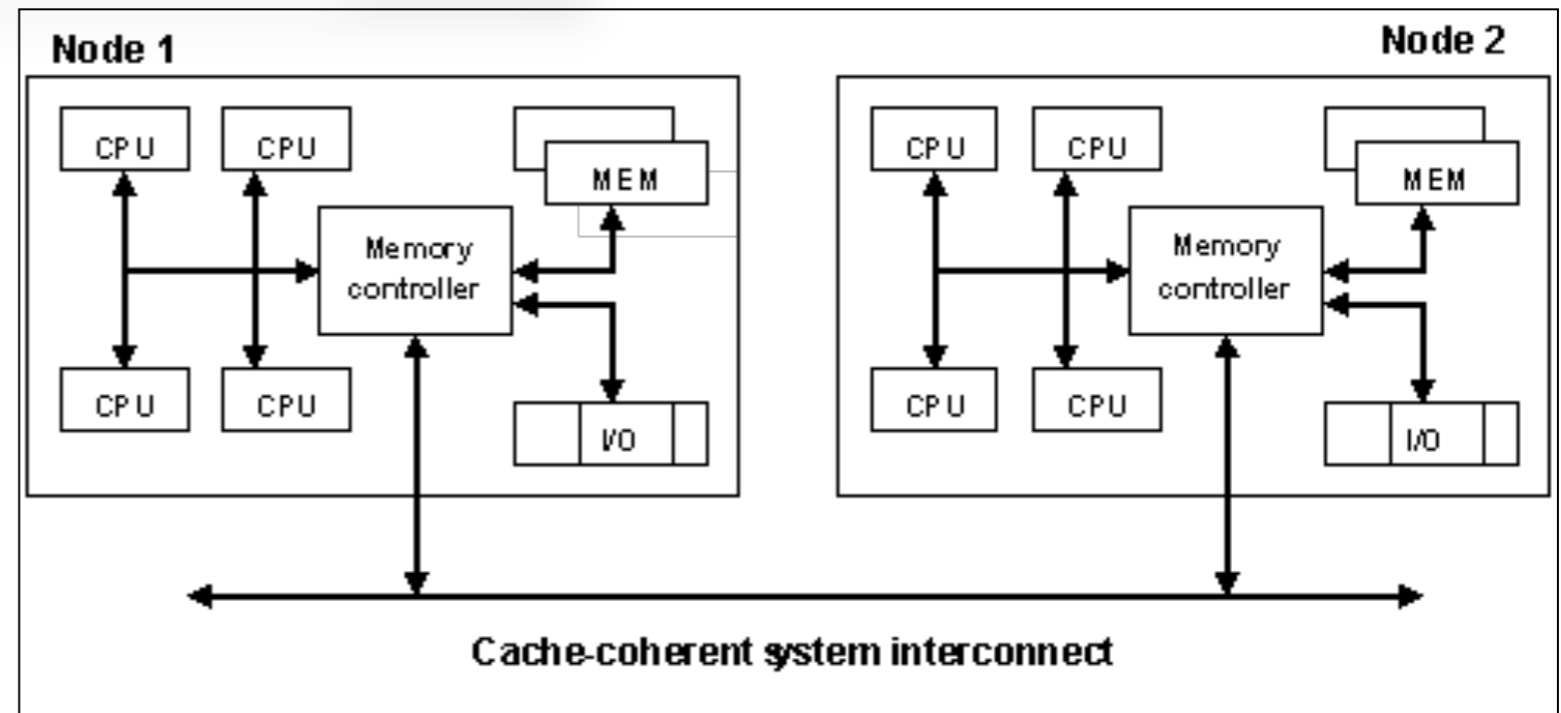 Node 1
Node 2
CPU
CPU
MEM
CPU
CPU
MEM
Memory
controller
Memory
controller
CPU
CPU
I/O
CPU
CPU
I/O
Cache-coherent system interconnect